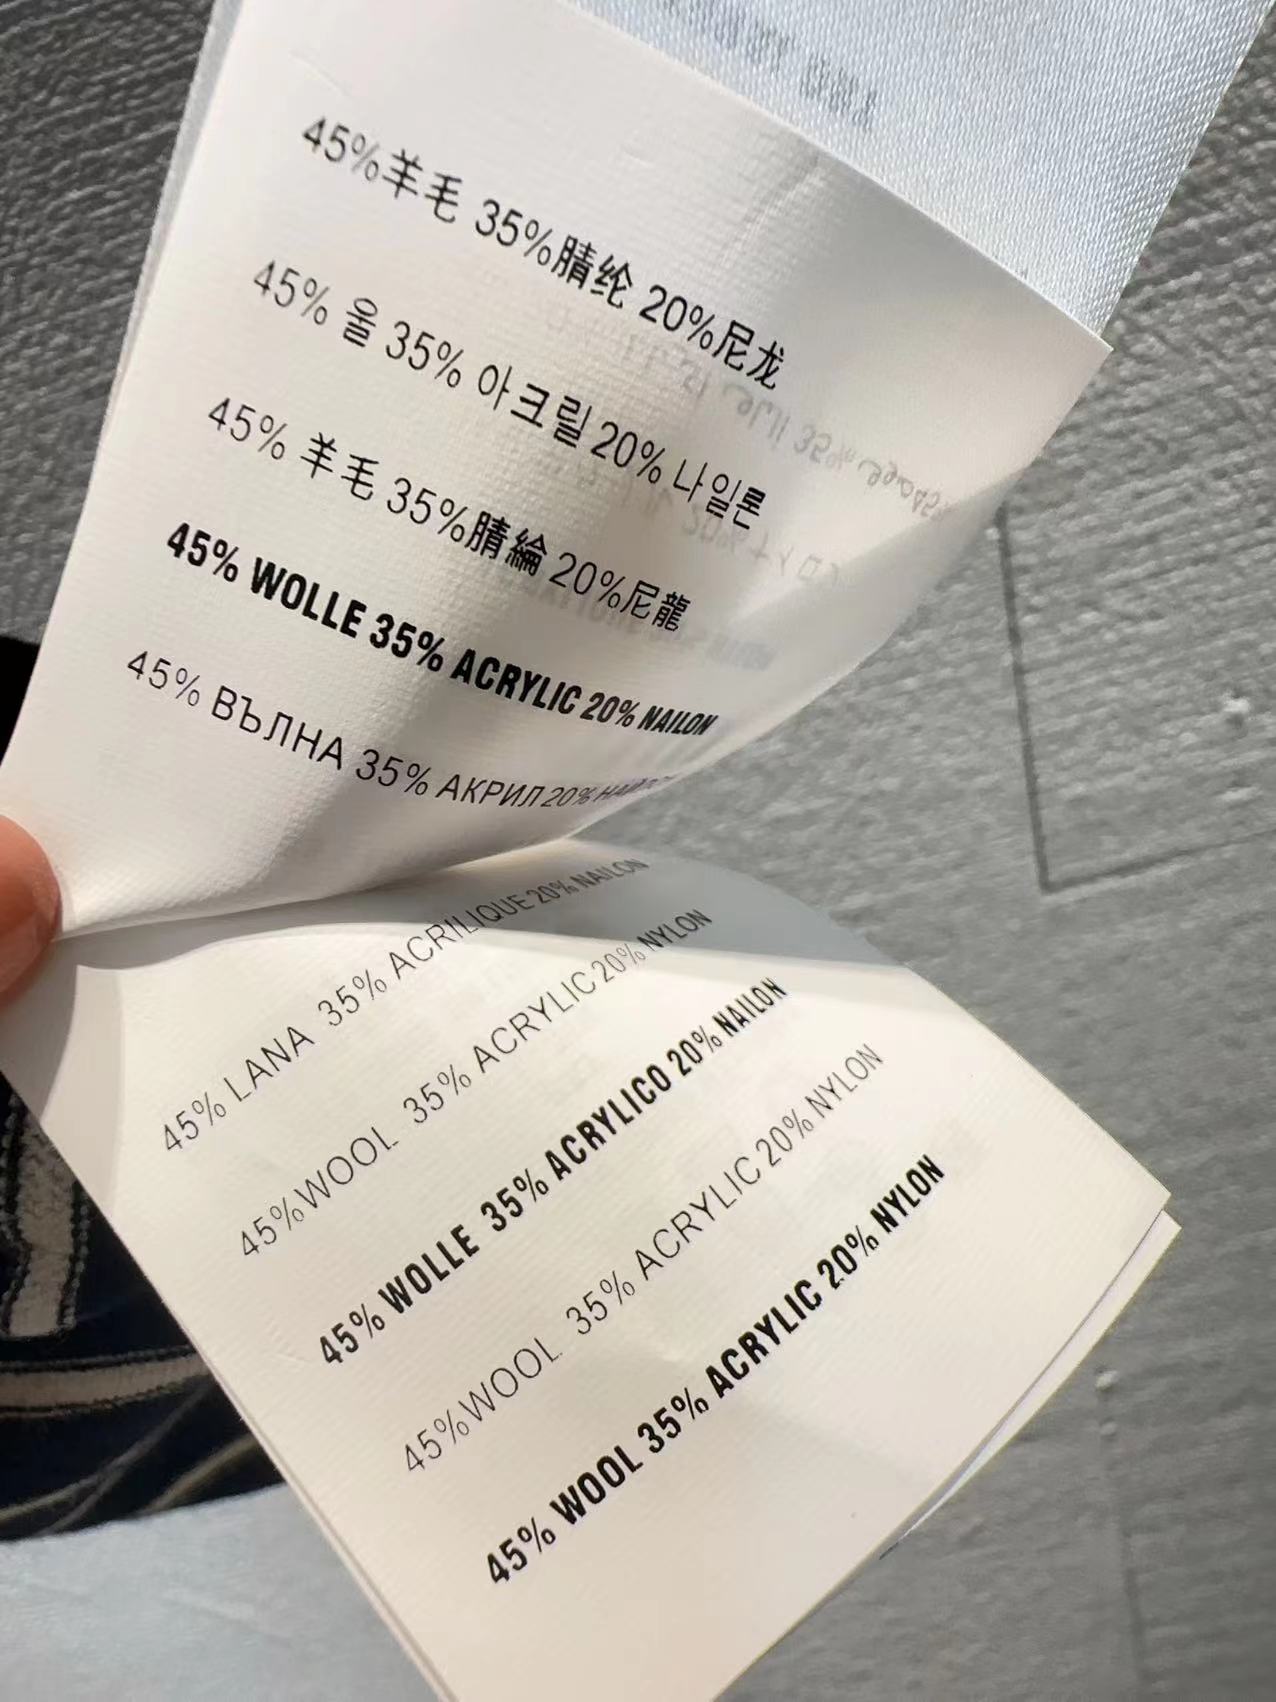 45%羊毛 35%腈纶 20%尼龙
45% 울 35% 아크릴 20% 나일론
45% 羊毛 35%腈綸 20%尼龍
45% WOLLE 35% ACRYLIC 20% NAILON
45% ВЪЛНА 35% АКРИЛ 20%
45% LANA 35% ACRILIQUE 20% NAILON
45%WOOL 35% ACRYLIC 20% NYLON
45% WOLLE 35% ACRYLICO 20% NAILON
45%WOOL 35% ACRYLIC 20% NYLON
45% WOOL 35% ACRYLIC 20% NYLON